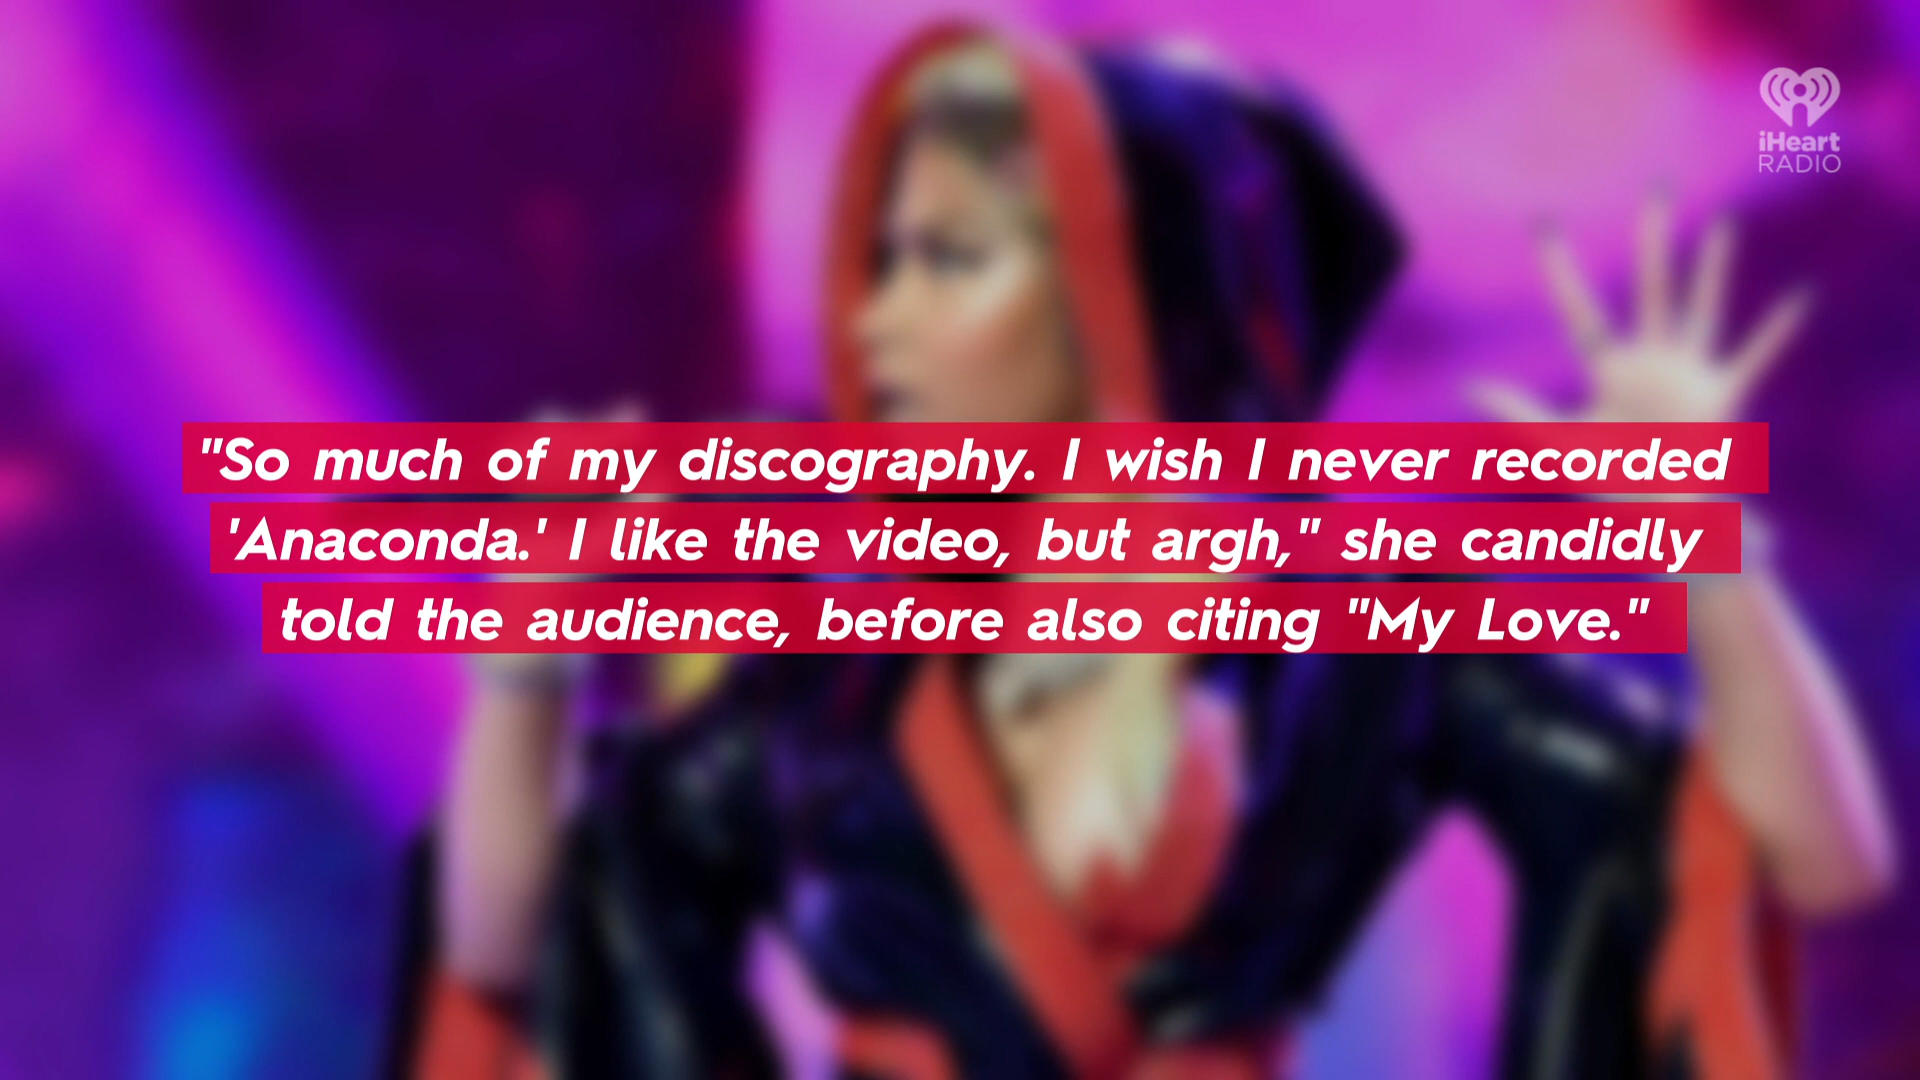 iHeart
RADIO
"So much of my discography. I wish I never recorded
'Anaconda.' I like the video, but argh," she candidly
told the audience, before also citing "My Love."